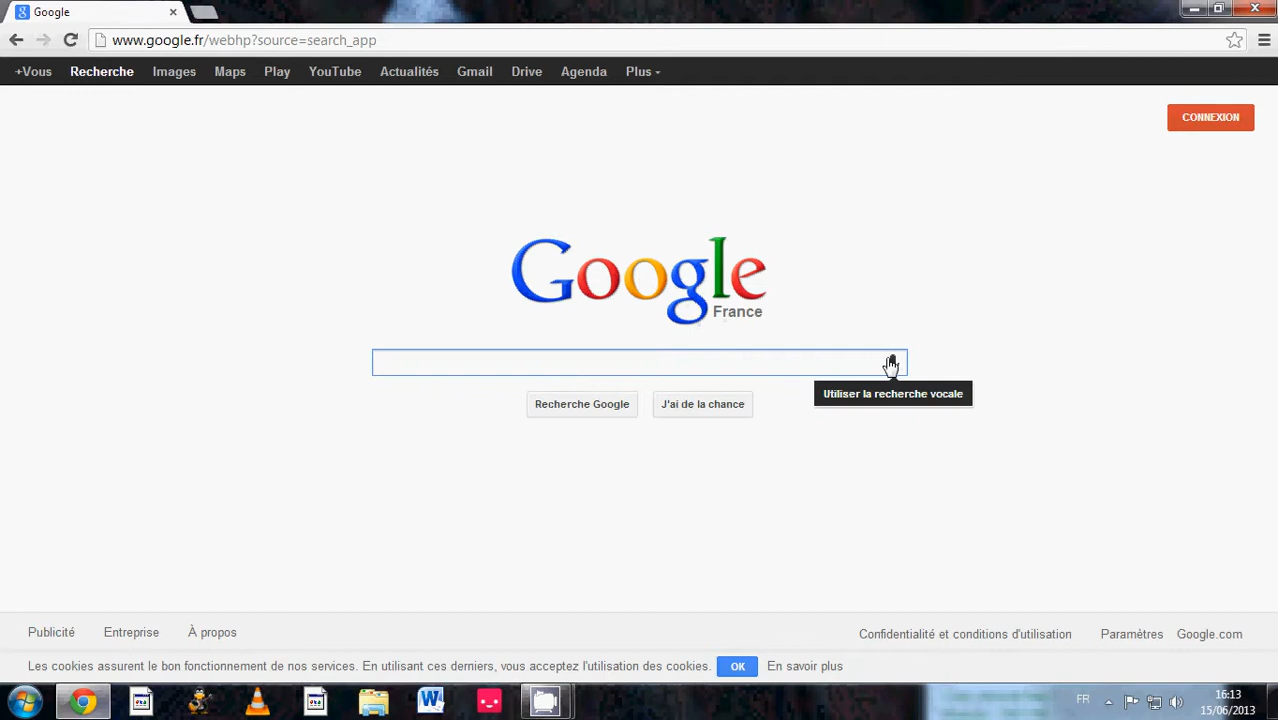 Google
www.google.fr/webhp?source=search_app
+Vous Recherche Images Maps Play YouTube Actualités Gmail Drive Agenda Plus
CONNEXION
Google
France
Utiliser la recherche vocale
Recherche Google J'ai de la chance
Publicité Entreprise À propos Confidentialité et conditions d'utilisation Paramètres Google.com
Les cookies assurent le bon fonctionnement de nos services. En utilisant ces derniers, vous acceptez l'utilisation des cookies. OK En savoir plus
FR 16:13
15/06/2013